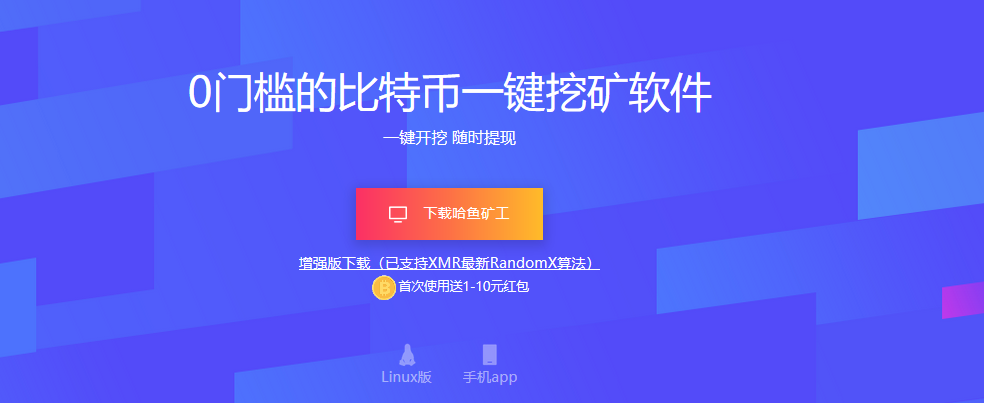 0门槛的比特币一键挖矿软件
一键开挖 随时提现
下载哈鱼矿工
增强版下载（已支持XMR最新RandomX算法）
首次使用送1-10元红包
Linux版 手机app